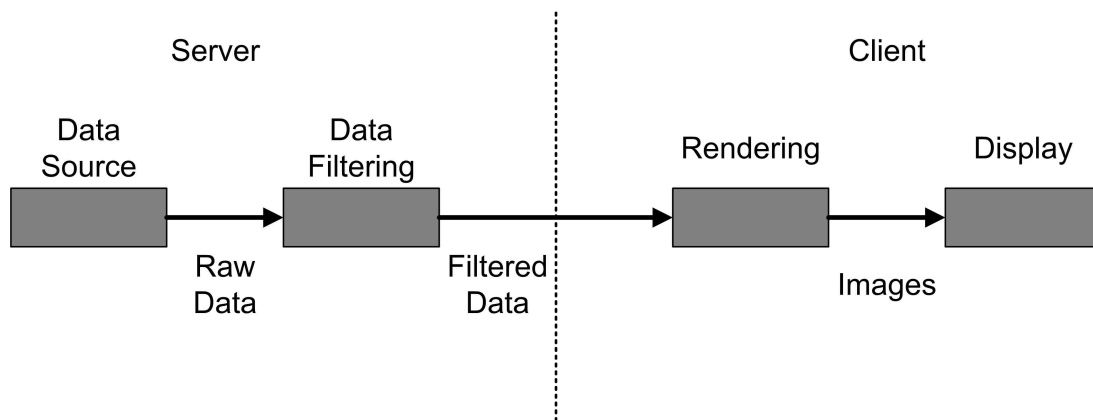 Server
Client
Data
Source
Data
Filtering
Rendering
Display
Raw
Data
Filtered
Data
Images